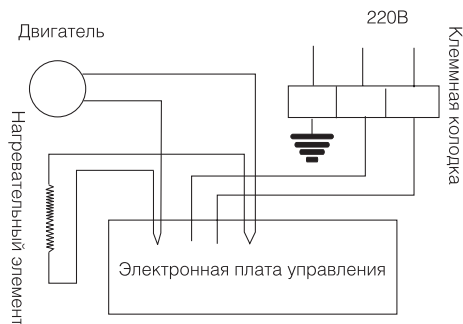 Двигатель
220В
Клеммная колодка
Нагревательный элемент
Электронная плата управления